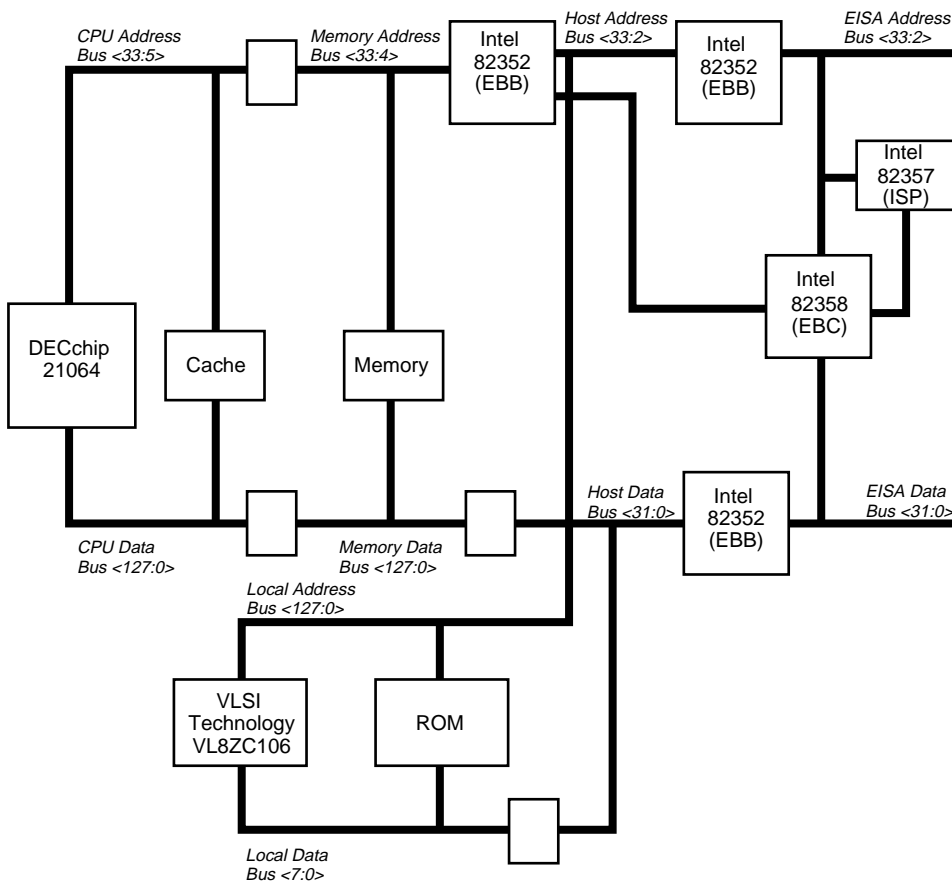 CPU Address
Bus <33:5>
Memory Address
Bus <33:4>
Intel
82352
(EBB)
Host Address
Bus <33:2>
Intel
82352
(EBB)
EISA Address
Bus <33:2>
Intel
82357
(ISP)
Intel
82358
(EBC)
DECchip
21064
Cache
Memory
CPU Data
Bus <127:0>
Memory Data
Bus <127:0>
Host Data
Bus <31:0>
Intel
82352
(EBB)
EISA Data
Bus <31:0>
Local Address
Bus <127:0>
VLSI
Technology
VL8ZC106
ROM
Local Data
Bus <7:0>